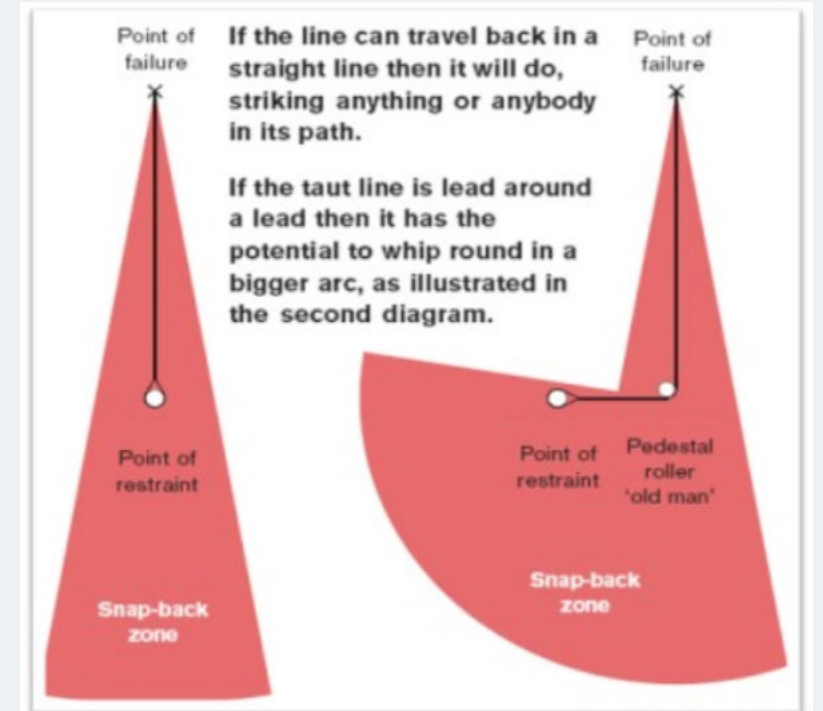 Point of
failure
If the line can travel back in a
straight line then it will do,
striking anything or anybody
in its path.
If the taut line is lead around
a lead then it has the
potential to whip round in a
bigger arc, as illustrated in
the second diagram.
Point of
failure
Point of
restraint
Snap-back
zone
Point of
restraint
Pedestal
roller
'old man'
Snap-back
zone